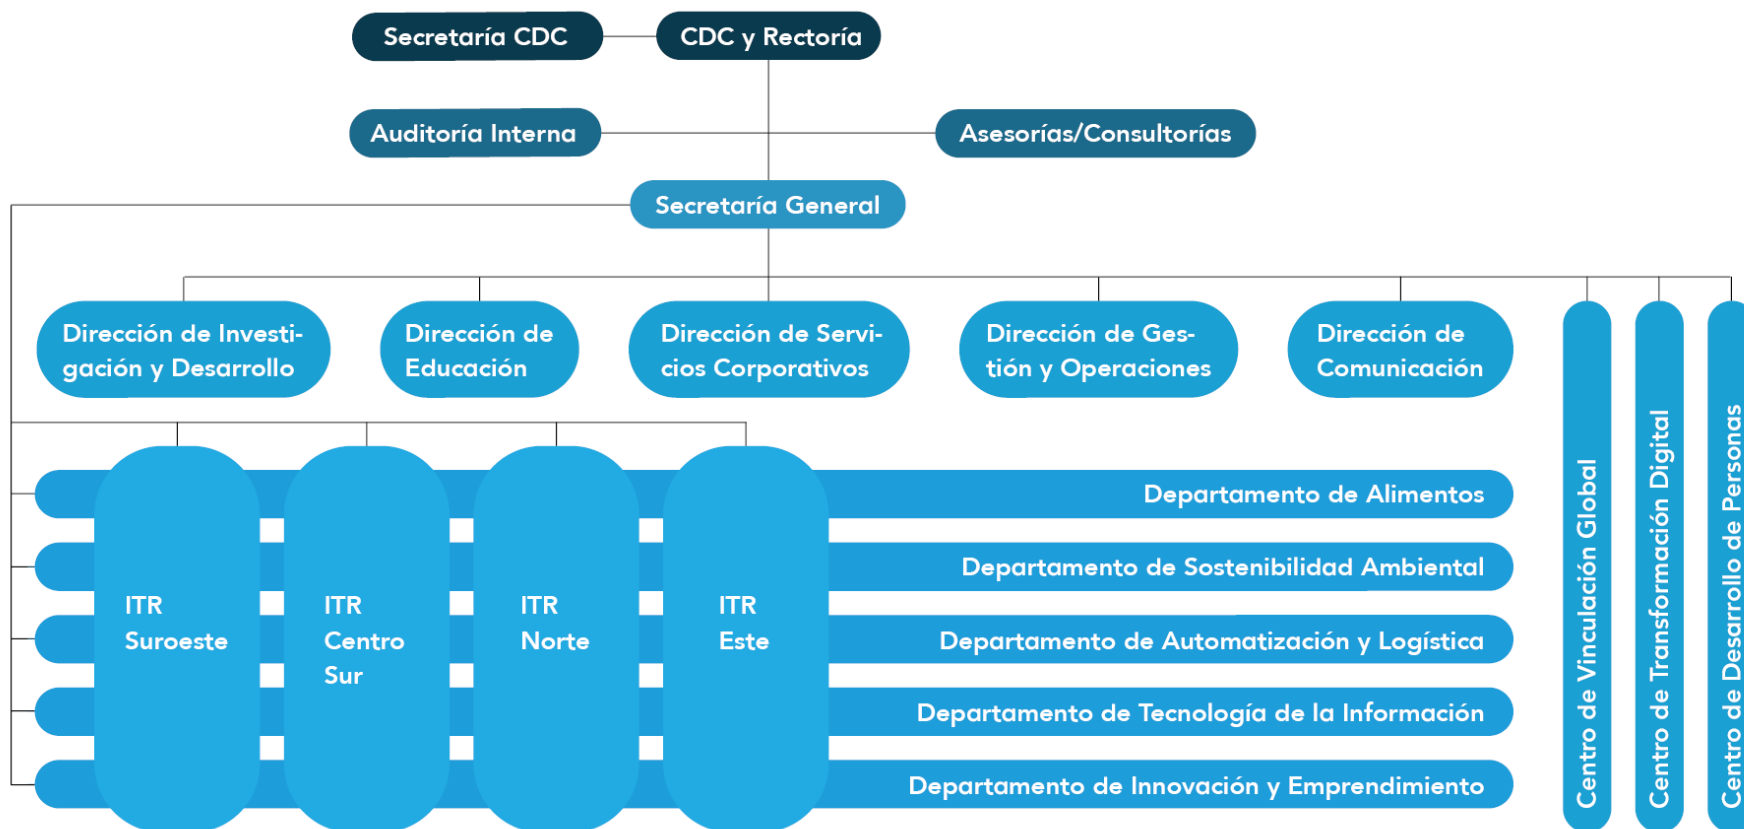 Secretaría CDC
CDC y Rectoría
Auditoría Interna
Asesorías/Consultorías
Secretaría General
Dirección de Investi-
gación y Desarrollo
Dirección de
Educación
Dirección de Servi-
cios Corporativos
Dirección de Ges-
tión y Operaciones
Dirección de
Comunicación
ITR
Suroeste
ITR
Centro
Sur
ITR
Norte
ITR
Este
Departamento de Alimentos
Departamento de Sostenibilidad Ambiental
Departamento de Automatización y Logística
Departamento de Tecnología de la Información
Departamento de Innovación y Emprendimiento
Centro de Vinculación Global
Centro de Transformación Digital
Centro de Desarrollo de Personas